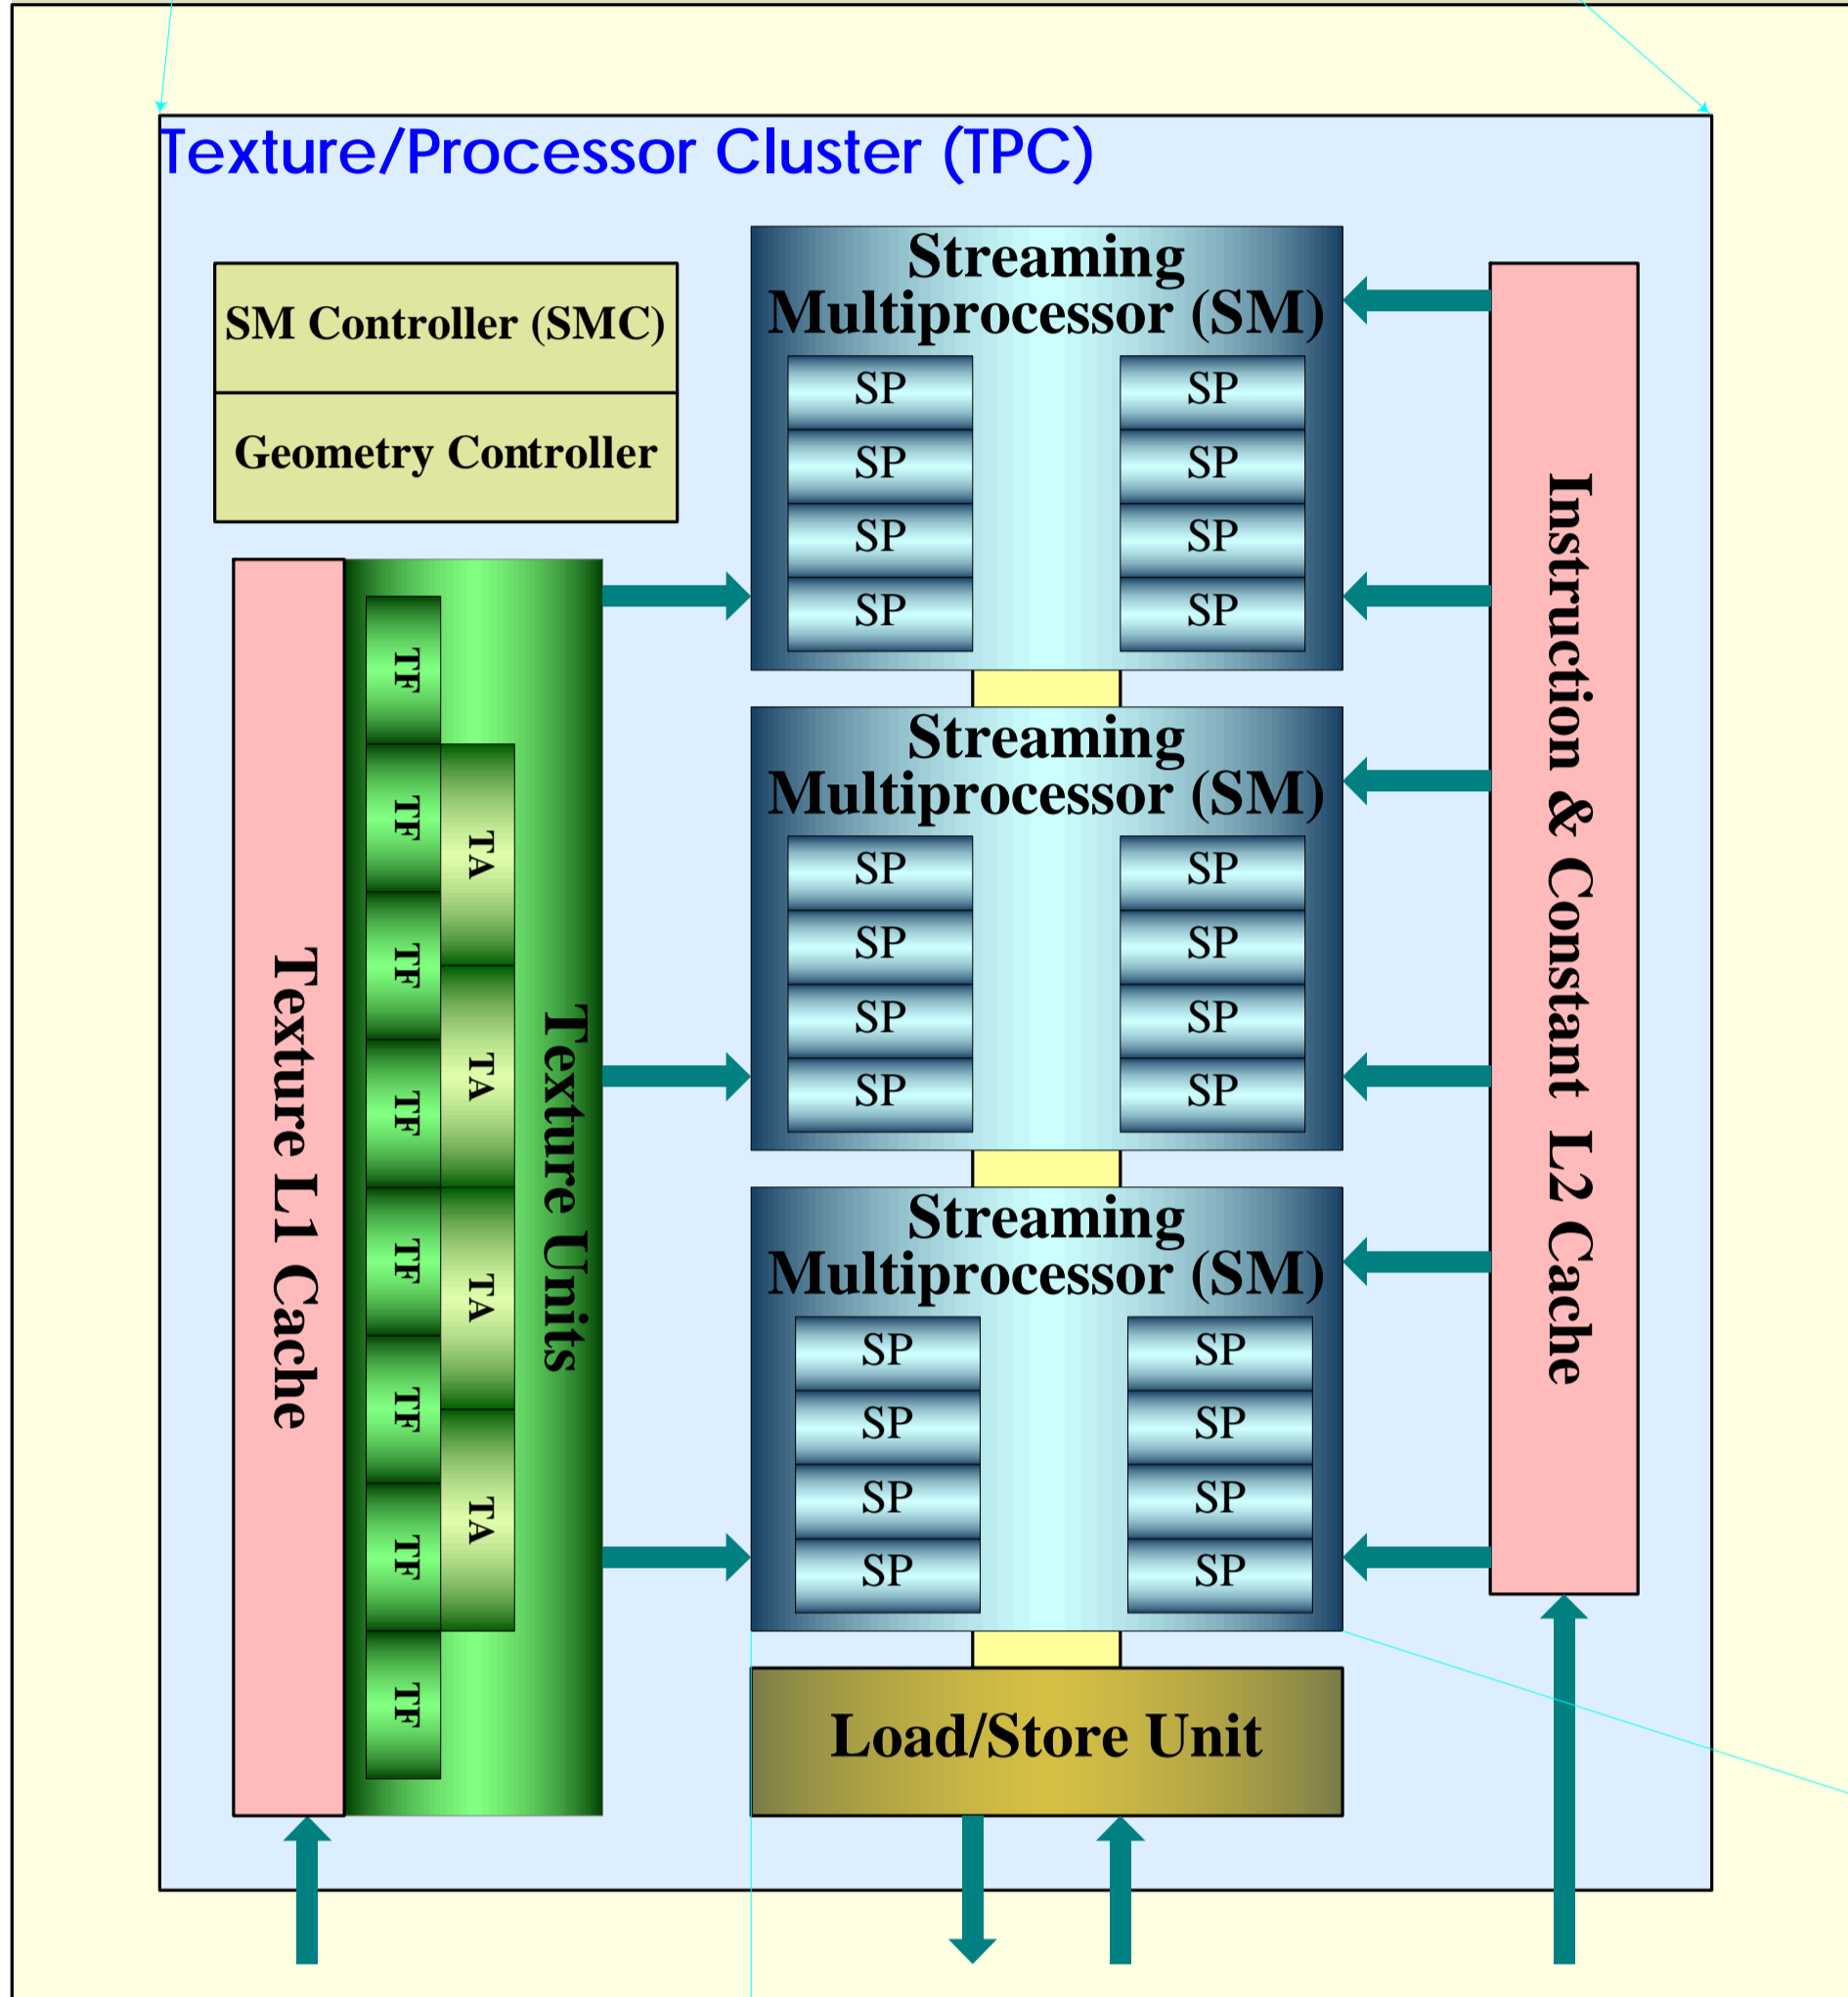 Texture/Processor Cluster (TPC)
SM Controller (SMC)
Geometry Controller
Texture L1 Cache
TF
TF
TF
TF
TF
TF
TF
TF
TA
TA
TA
TA
Texture Units
Streaming
Multiprocessor (SM)
SP SP
SP SP
SP SP
SP SP
Streaming
Multiprocessor (SM)
SP SP
SP SP
SP SP
SP SP
Streaming
Multiprocessor (SM)
SP SP
SP SP
SP SP
SP SP
Load/Store Unit
Instruction & Constant L2 Cache